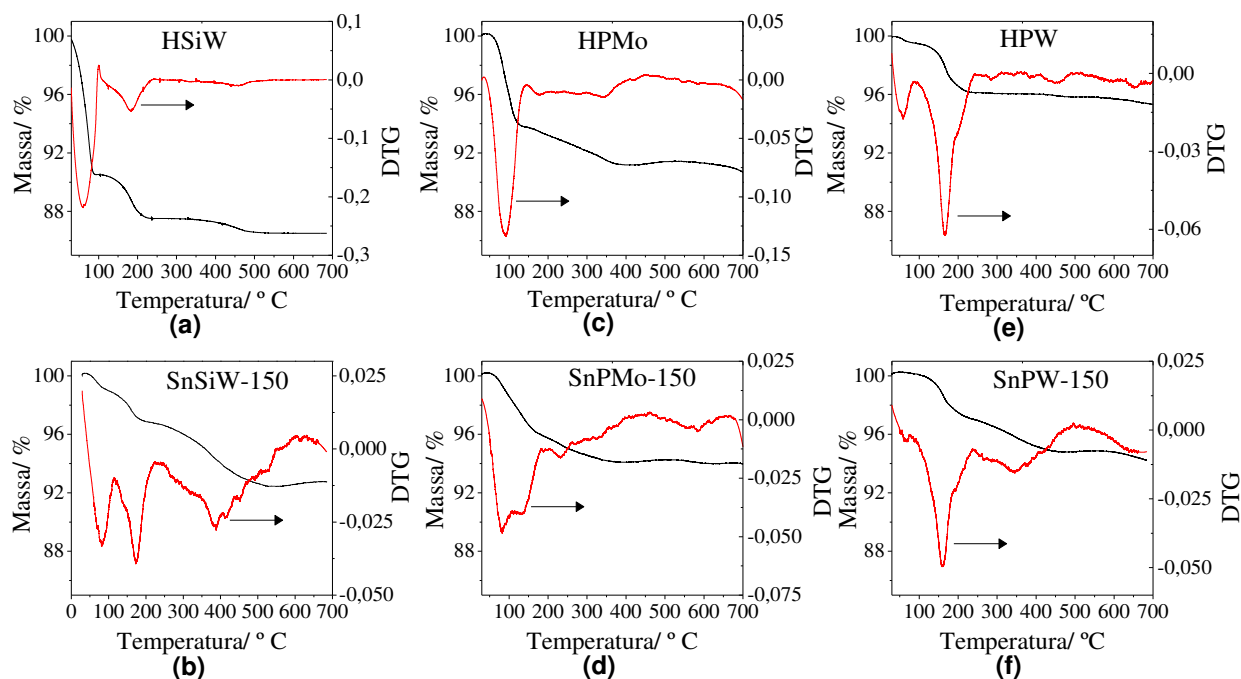 HSiW
Massa/ %
100
96
92
88
0,1
0,0
-0,1
-0,2
-0,3
DTG
100 200 300 400 500 600 700
Temperatura/ º C
(a)
HPMo
Massa/ %
100
96
92
88
0,05
0,00
-0,05
-0,10
-0,15
DTG
100 200 300 400 500 600 700
Temperatura/ º C
(c)
HPW
Massa/ %
100
96
92
88
0,00
-0,03
-0,06
DTG
100 200 300 400 500 600 700
Temperatura/ ºC
(e)
SnSiW-150
Massa/ %
100
96
92
88
0,025
0,000
-0,025
-0,050
DTG
0 100 200 300 400 500 600 700
Temperatura/ º C
(b)
SnPMo-150
Massa/ %
100
96
92
88
0,025
0,000
-0,025
-0,050
-0,075
DTG
100 200 300 400 500 600 700
Temperatura/ º C
(d)
SnPW-150
Massa/ %
100
96
92
88
0,025
0,000
-0,025
-0,050
DTG
100 200 300 400 500 600 700
Temperatura/ ºC
(f)